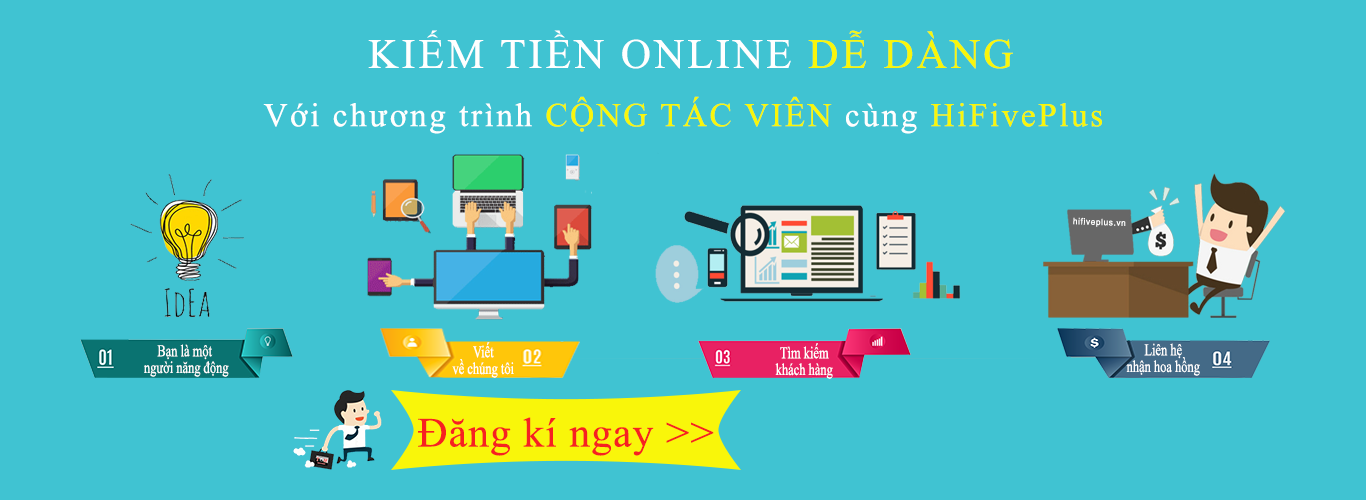 KIẾM TIỀN ONLINE DỄ DÀNG
Với chương trình CỘNG TÁC VIÊN cùng HiFivePlus
IdEA
hifiveplus.vn
$
01
Bạn là một
người năng động
Viết
về chúng tôi
02
03
Tìm kiếm
khách hàng
$
Liên hệ
nhận hoa hồng
04
Đăng kí ngay >>